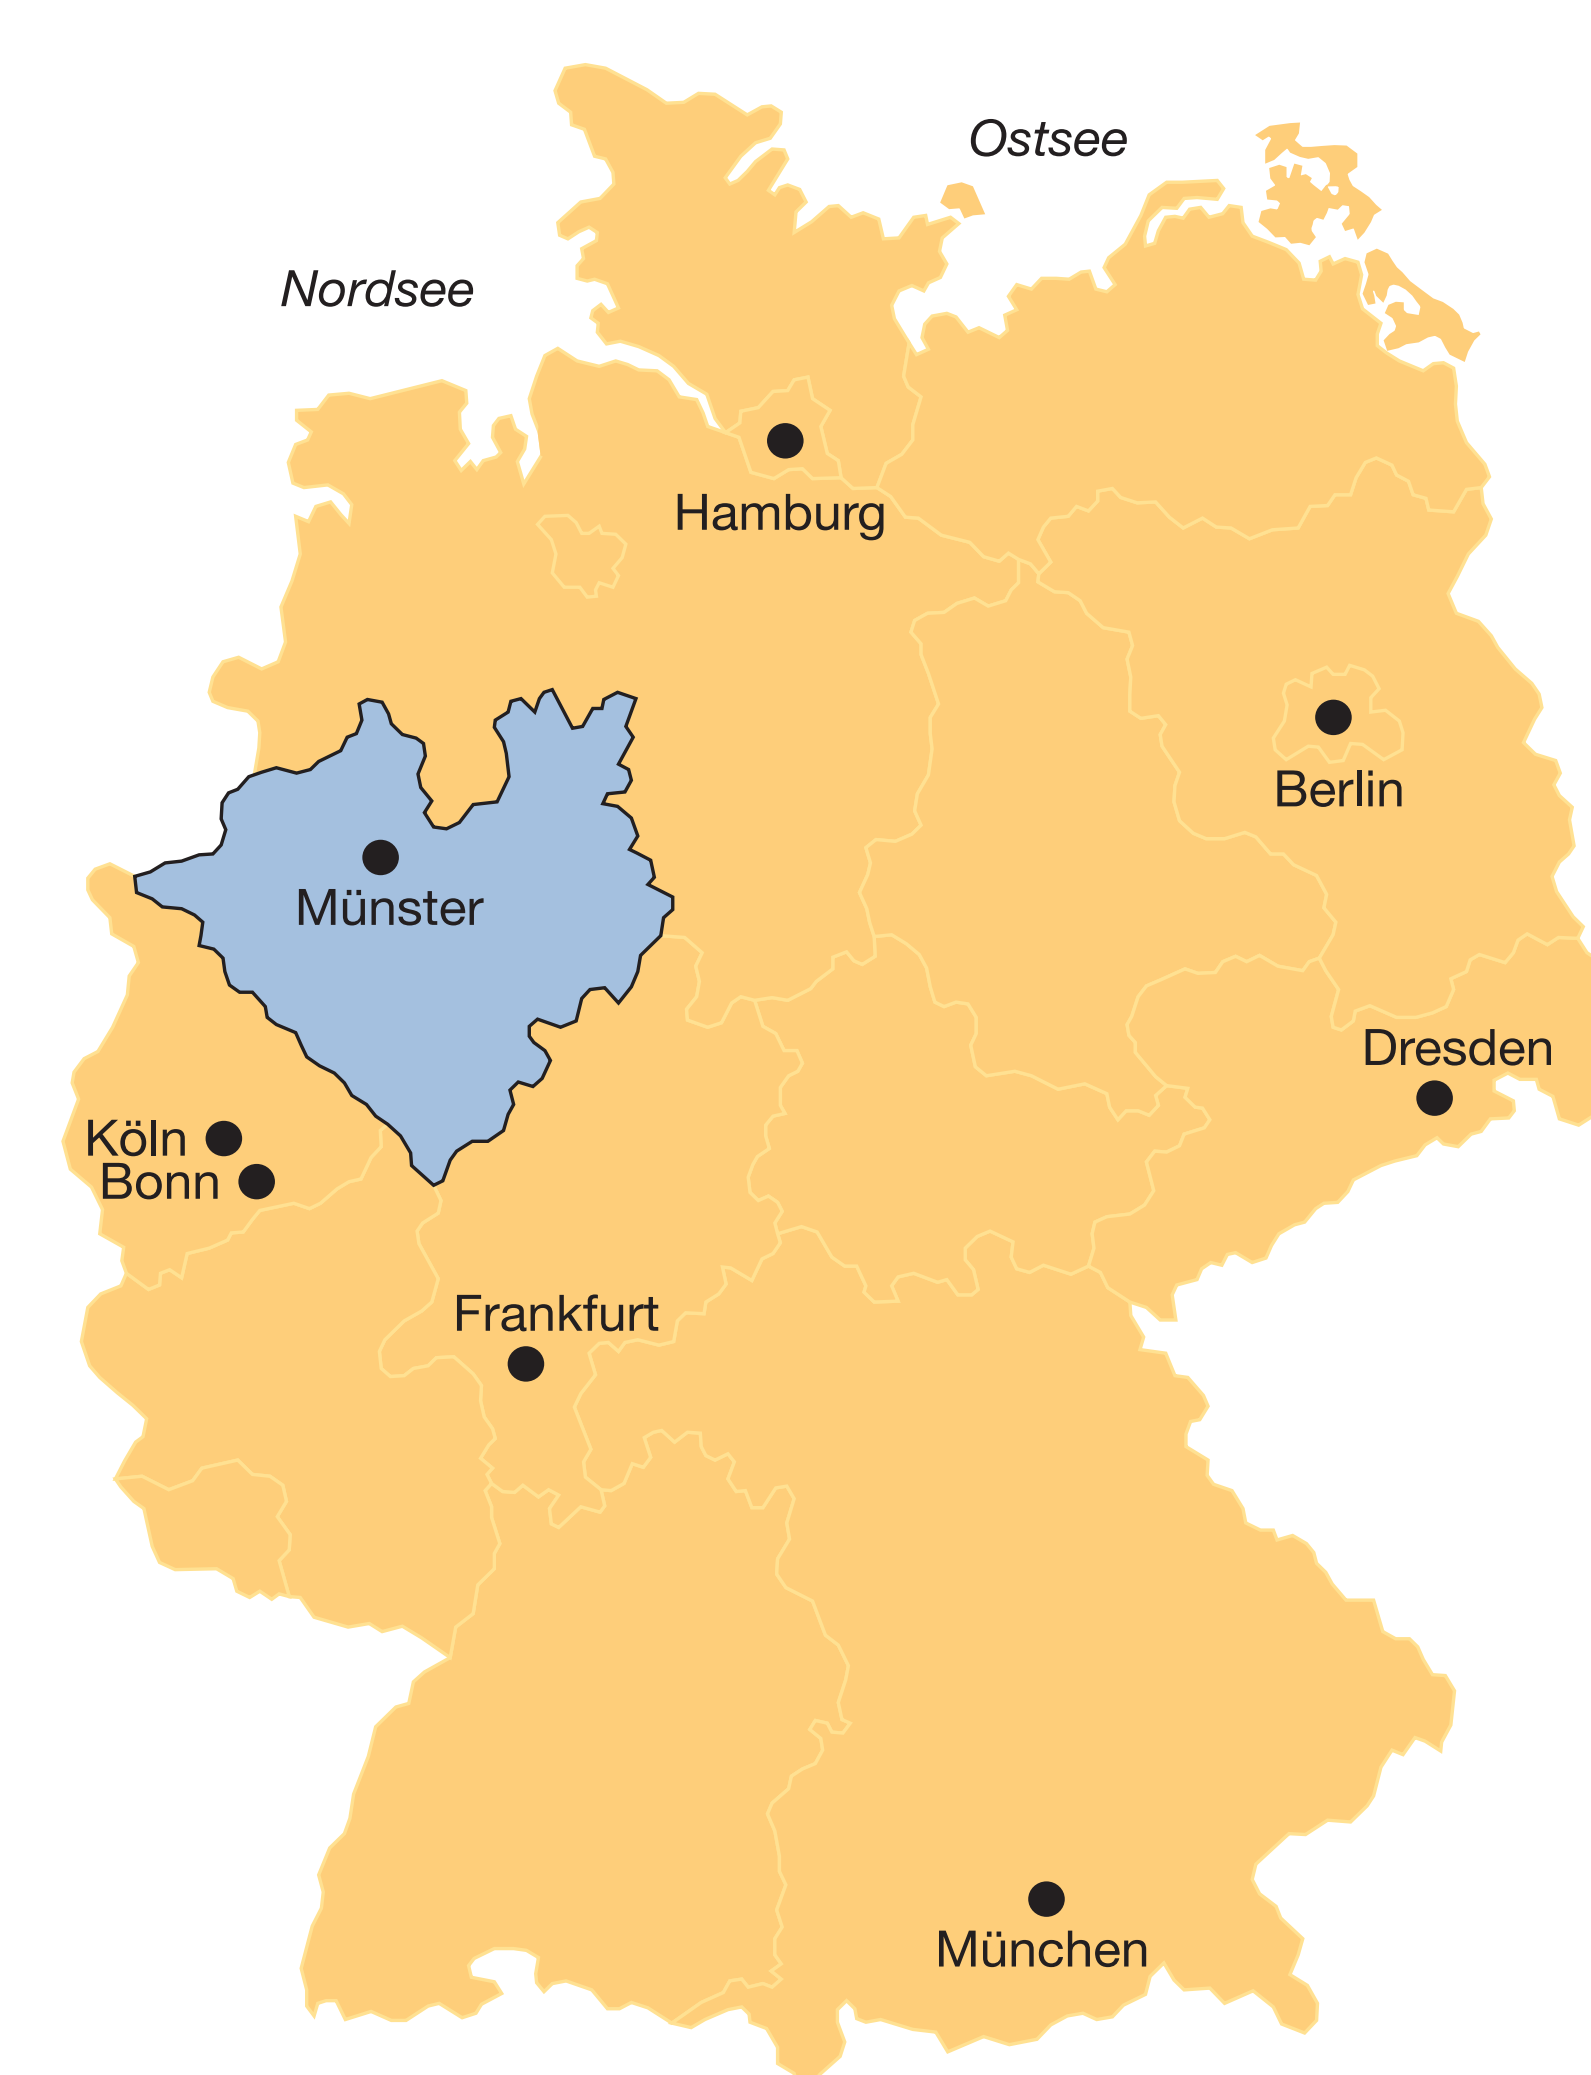 Ostsee
Nordsee
Hamburg
Berlin
Münster
Dresden
Köln
Bonn
Frankfurt
München